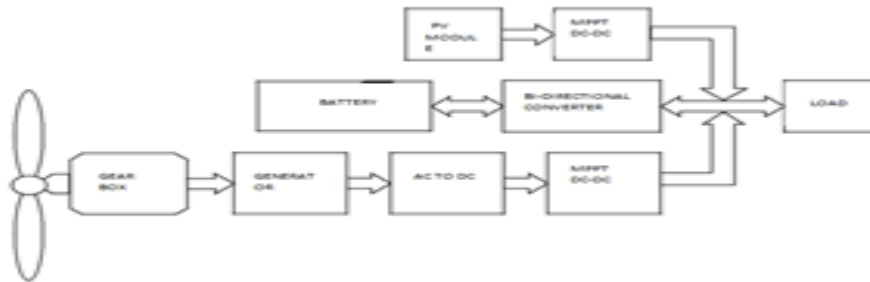 PV
MODUL
E
MPPT
DC-DC
BATTERY
BI-DIRECTIONAL
CONVERTER
LOAD
GEAR
BOX
GENERAT
OR
AC TO DC
MPPT
DC-DC